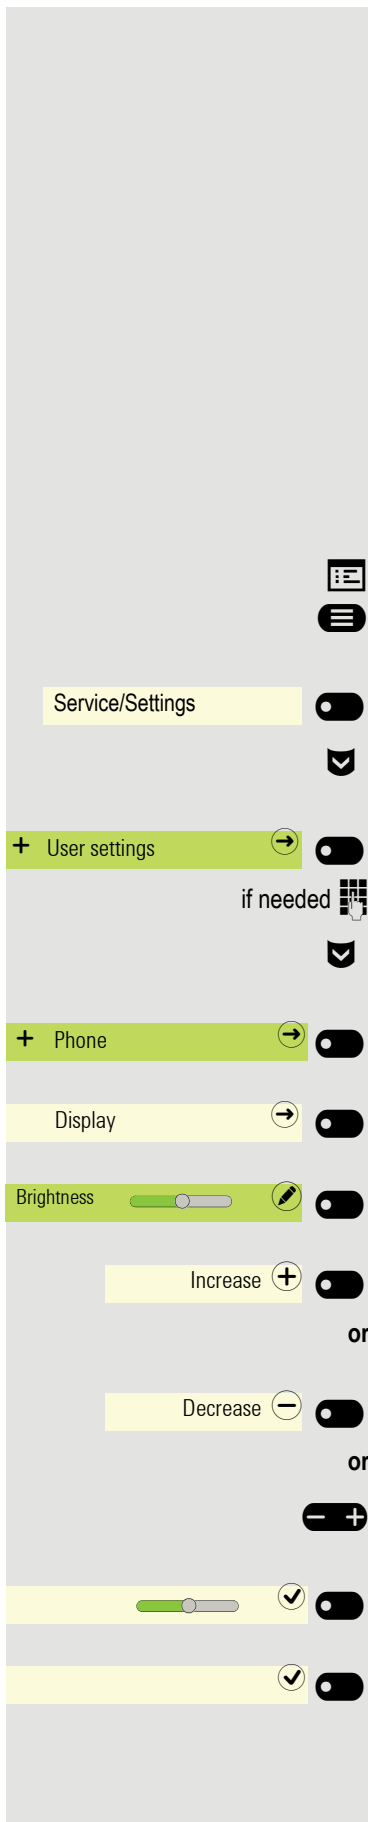 Service/Settings
+ User settings
if needed
+ Phone
Display
Brightness
Increase +
or
Decrease −
or
− +